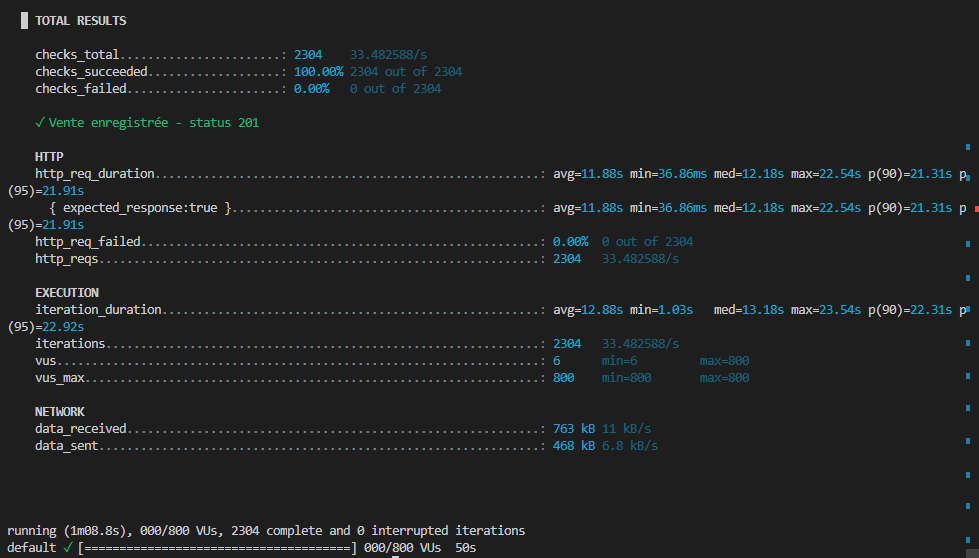 TOTAL RESULTS
checks_total.......................: 2304    33.482588/s
checks_succeeded...................: 100.00% 2304 out of 2304
checks_failed......................: 0.00%   0 out of 2304
✓ Vente enregistrée - status 201
HTTP
http_req_duration.......................................................: avg=11.88s min=36.86ms med=12.18s max=22.54s p(90)=21.31s p
(95)=21.91s
{ expected_response:true }............................................: avg=11.88s min=36.86ms med=12.18s max=22.54s p(90)=21.31s p
(95)=21.91s
http_req_failed.........................................................: 0.00%  0 out of 2304
http_reqs...............................................................: 2304   33.482588/s
EXECUTION
iteration_duration......................................................: avg=12.88s min=1.03s   med=13.18s max=23.54s p(90)=22.31s p
(95)=22.92s
iterations..............................................................: 2304   33.482588/s
vus.....................................................................: 6      min=6         max=800
vus_max.................................................................: 800    min=800       max=800
NETWORK
data_received...........................................................: 763 kB 11 kB/s
data_sent...............................................................: 468 kB 6.8 kB/s
running (1m08.8s), 000/800 VUs, 2304 complete and 0 interrupted iterations
default ✓ [======================================] 000/800 VUs  50s